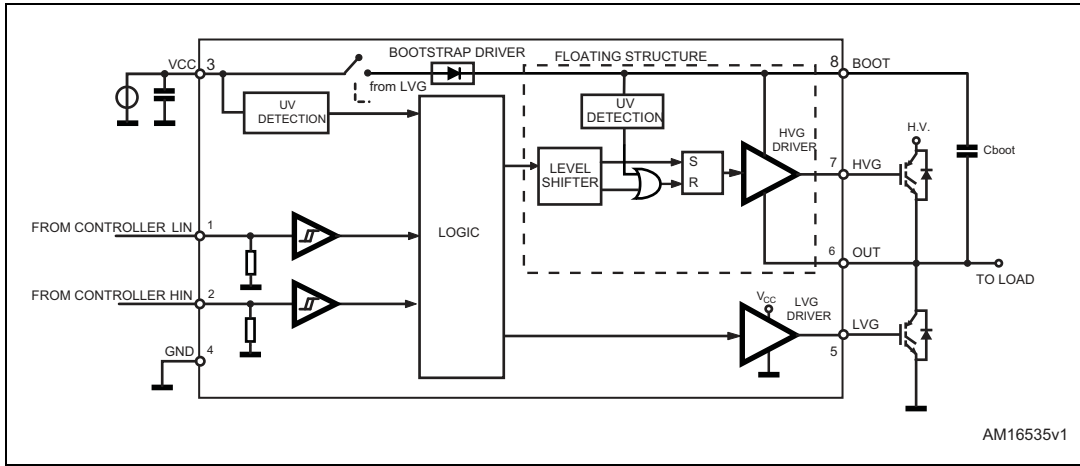 BOOTSTRAP DRIVER
FLOATING STRUCTURE
VCC
3
8
BOOT
from LVG
UV
DETECTION
UV
DETECTION
HVG
DRIVER
H.V.
Cboot
LEVEL
SHIFTER
S
R
7
HVG
FROM CONTROLLER LIN
1
LOGIC
6
OUT
TO LOAD
FROM CONTROLLER HIN
2
VCC
LVG
DRIVER
LVG
5
GND
4
AM16535v1